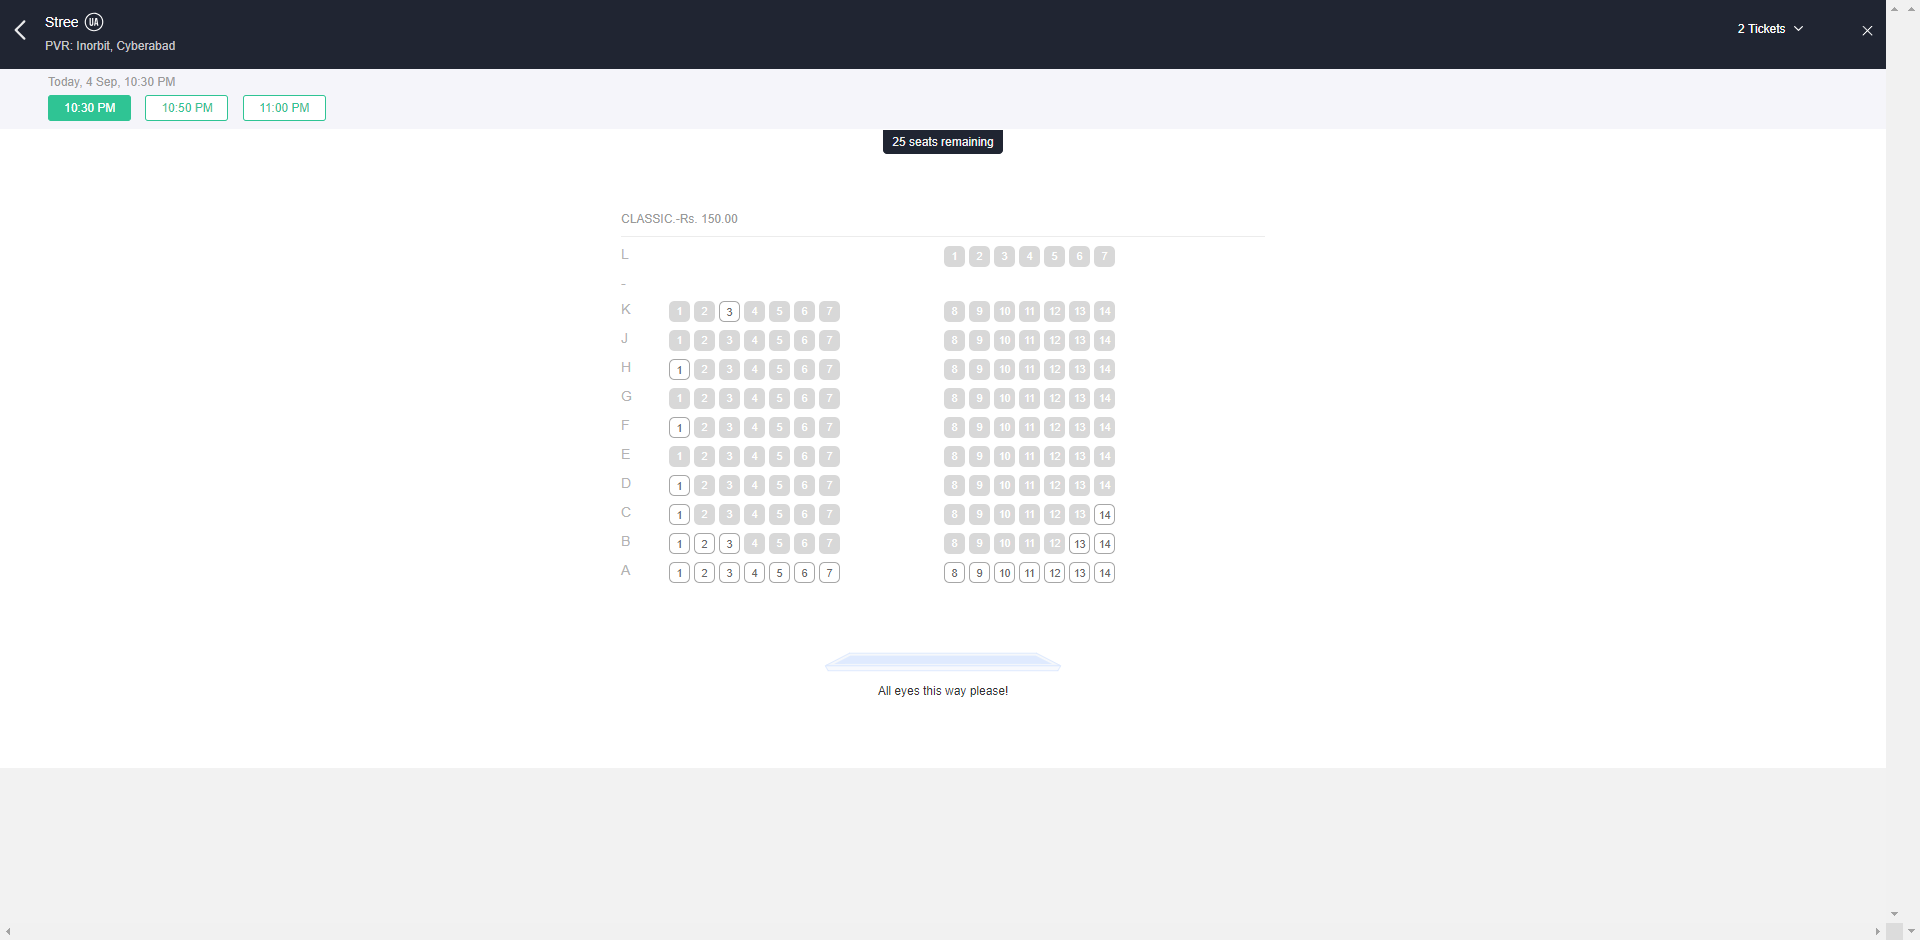 Stree UA
PVR: Inorbit, Cyberabad
2 Tickets
Today, 4 Sep, 10:30 PM
10:30 PM 10:50 PM 11:00 PM
25 seats remaining
CLASSIC.-Rs. 150.00
L 1 2 3 4 5 6 7
-
K 1 2 3 4 5 6 7 8 9 10 11 12 13 14
J 1 2 3 4 5 6 7 8 9 10 11 12 13 14
H 1 2 3 4 5 6 7 8 9 10 11 12 13 14
G 1 2 3 4 5 6 7 8 9 10 11 12 13 14
F 1 2 3 4 5 6 7 8 9 10 11 12 13 14
E 1 2 3 4 5 6 7 8 9 10 11 12 13 14
D 1 2 3 4 5 6 7 8 9 10 11 12 13 14
C 1 2 3 4 5 6 7 8 9 10 11 12 13 14
B 1 2 3 4 5 6 7 8 9 10 11 12 13 14
A 1 2 3 4 5 6 7 8 9 10 11 12 13 14
All eyes this way please!